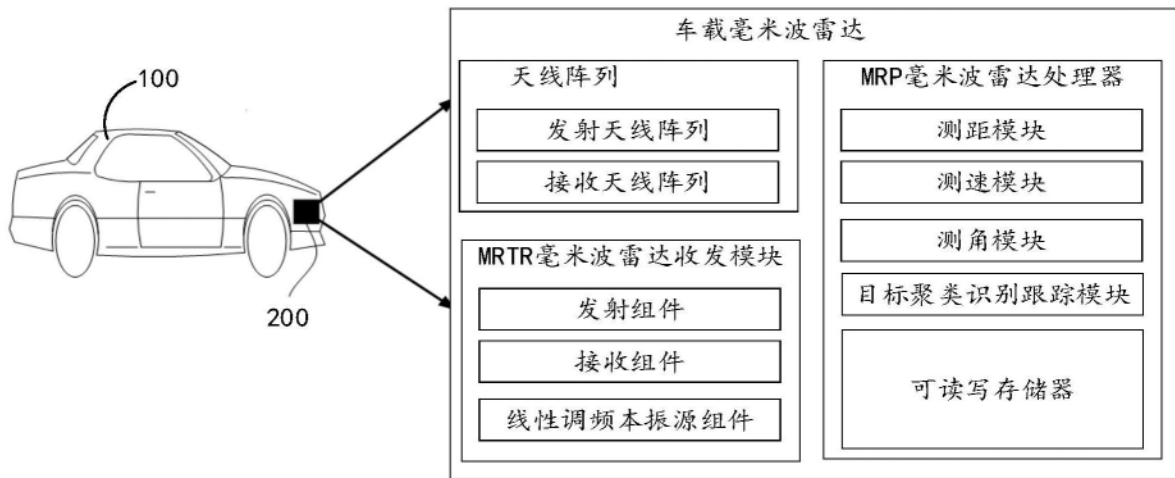 100
200
车载毫米波雷达
天线阵列
发射天线阵列
接收天线阵列
MRTR毫米波雷达收发模块
发射组件
接收组件
线性调频本振源组件
MRP毫米波雷达处理器
测距模块
测速模块
测角模块
目标聚类识别跟踪模块
可读写存储器